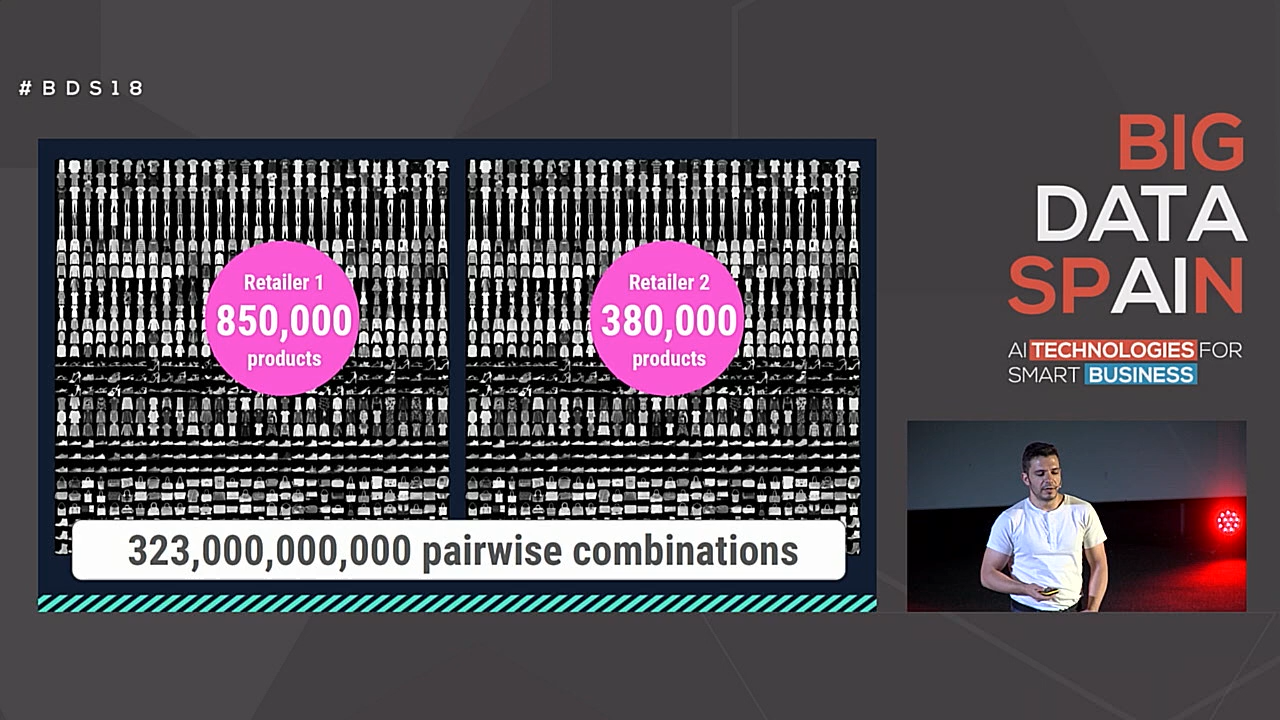 #BDS18
Retailer 1
850,000
products
Retailer 2
380,000
products
323,000,000,000 pairwise combinations
BIG
DATA
SPAIN
AI TECHNOLOGIES FOR
SMART BUSINESS